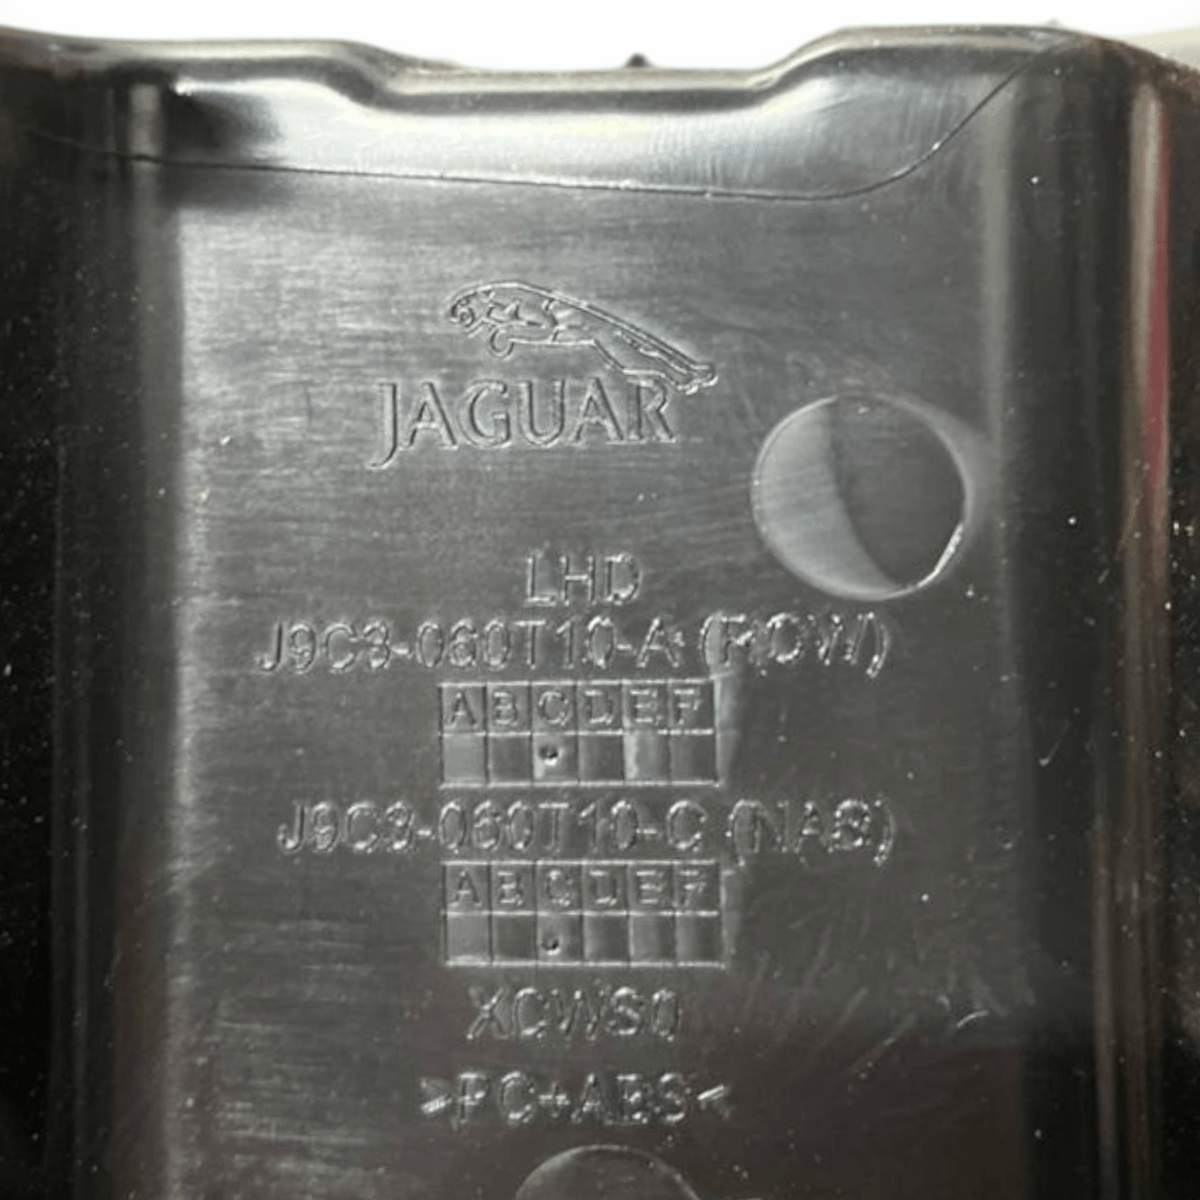 JAGUAR
LHD
J9C3-060T10-A (ROW)
A B C D E F
J9C3-060T10-C (NAS)
A B C D E F
XCWS0
>PC+ABS<